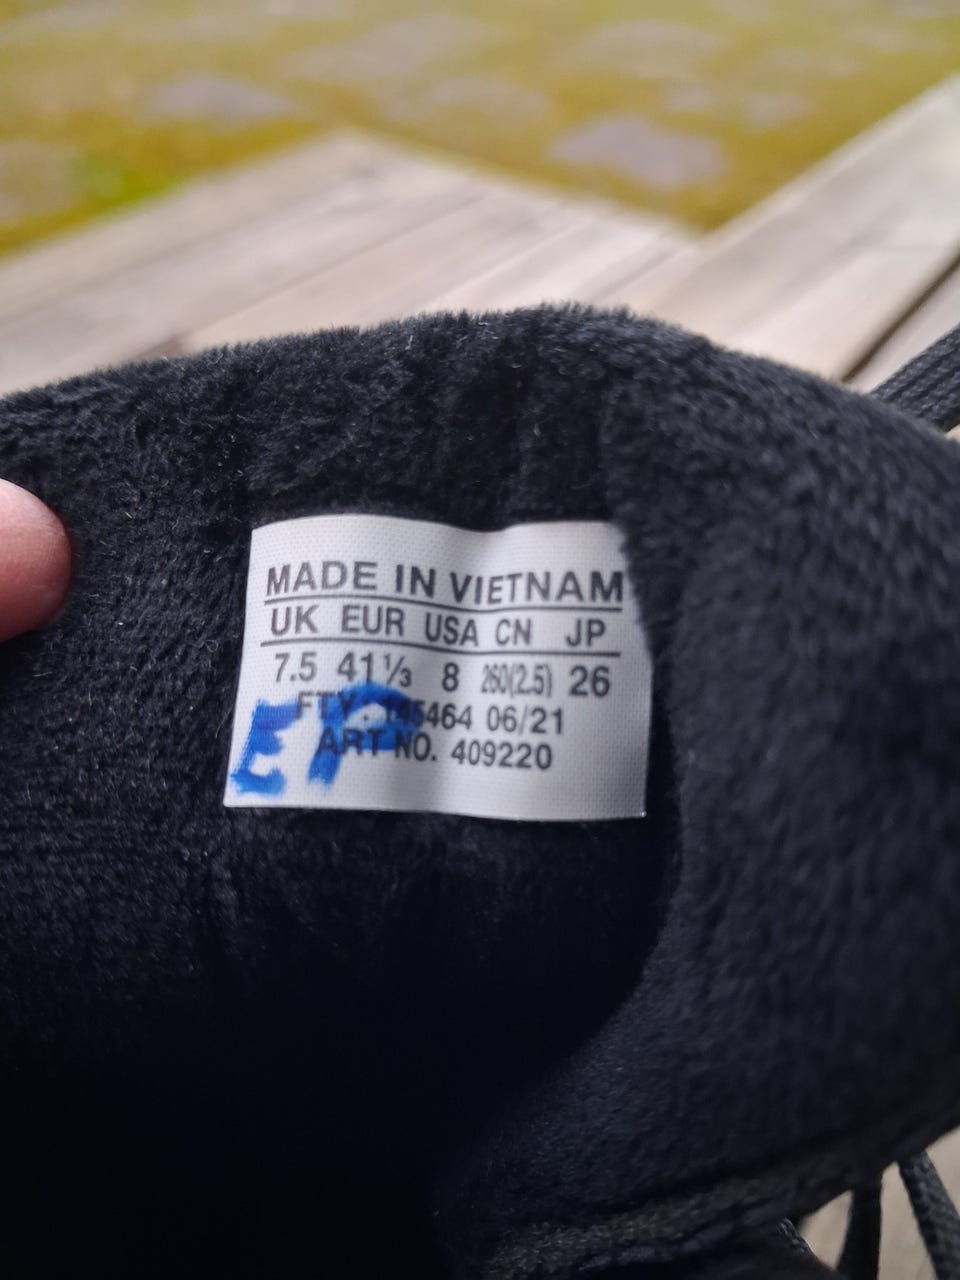 MADE IN VIETNAM
UK EUR USA CN JP
7.5 41⅓ 8 260(2.5) 26
FTY. 145464 06/21
ART NO. 409220
EP